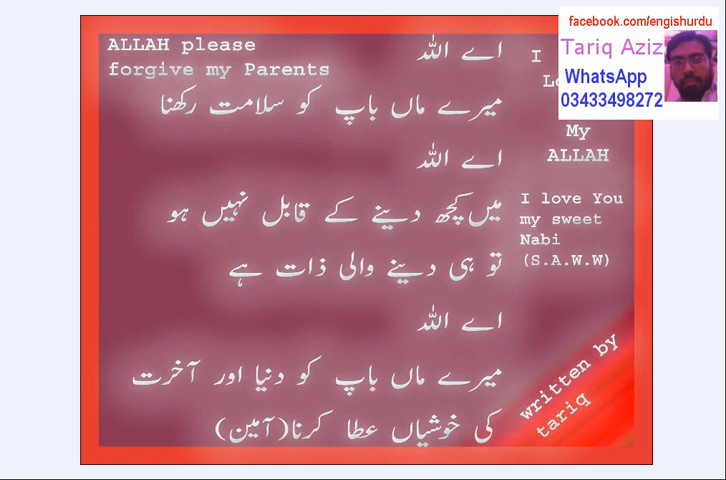 facebook.com/engishurdu
Tariq Aziz
WhatsApp
03433498272
ALLAH please
forgive my Parents
I
My
ALLAH
I love You
my sweet
Nabi
(S.A.W.W)
اے اللہ
میرے ماں باپ کو سلامت رکھنا
اے اللہ
میں کچھ دینے کے قابل نہیں ہو
تو ہی دینے والی ذات ہے
اے اللہ
میرے ماں باپ کو دنیا اور آخرت
کی خوشیاں عطا کرنا(آمین)
written by
tariq